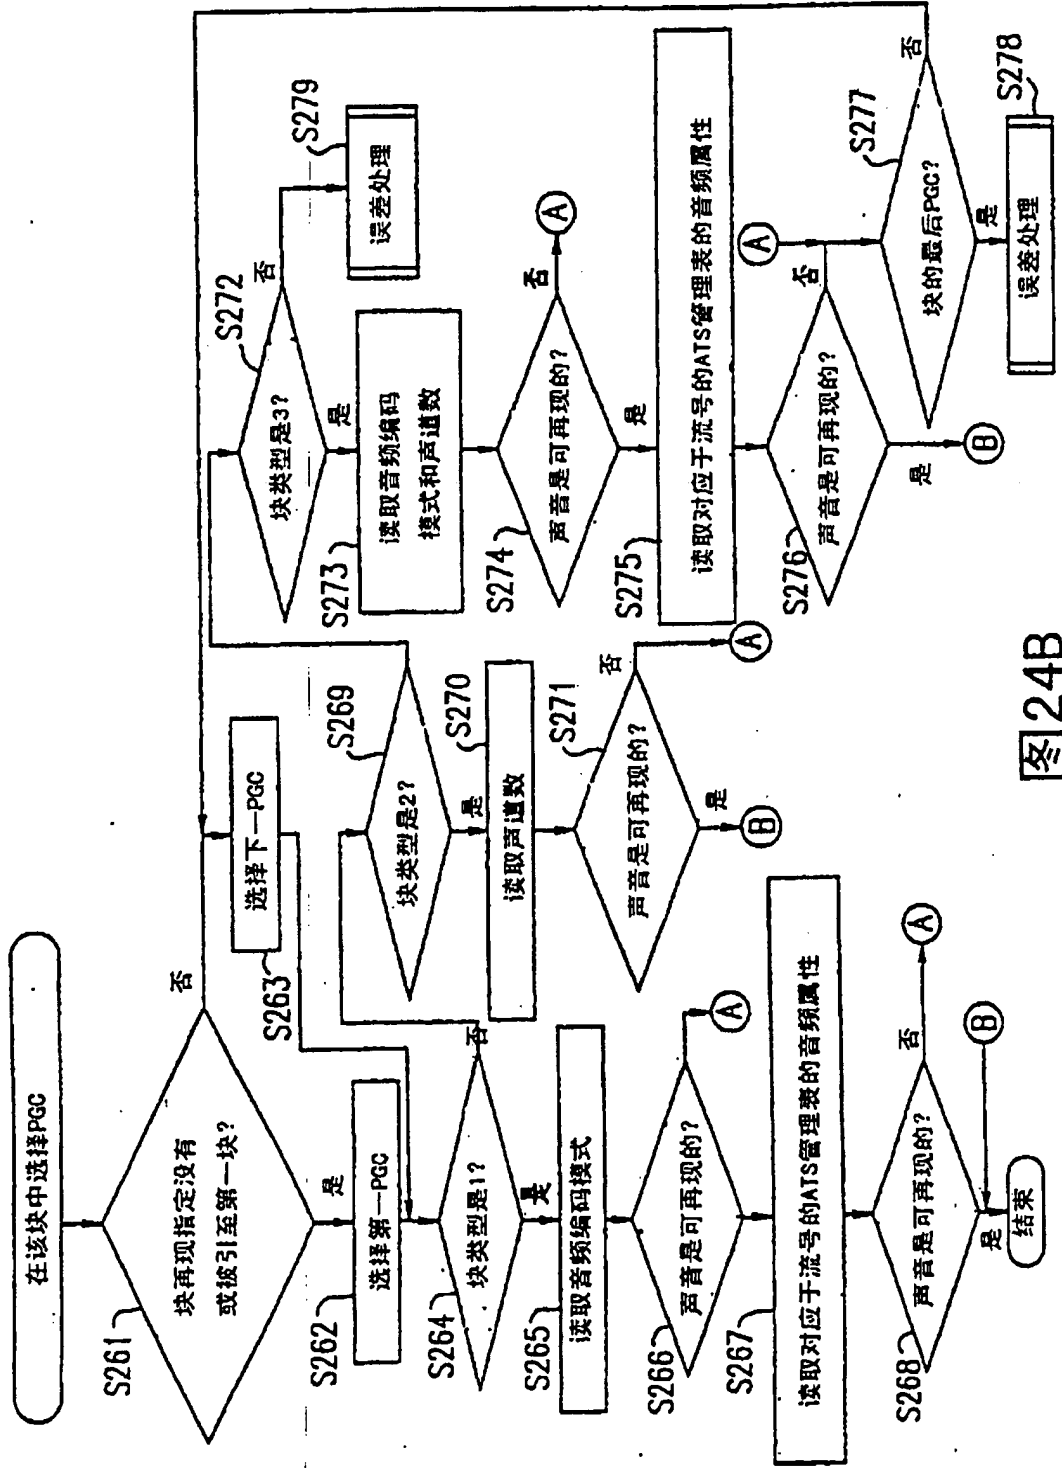 在该块中选择PGC
S261
块再现指定没有
或被引至第一块?
否
是
S262
选择第一PGC
S263
选择下一PGC
S264
块类型是1?
否
是
S265
读取音频编码模式
S266
声音是可再现的?
A
S267
读取对应于流号的ATS管理表的音频属性
S268
声音是可再现的?
否
A
是
B
结束
S269
块类型是2?
是
S270
读取声道数
S271
声音是可再现的?
否
A
是
B
S272
块类型是3?
否
是
S279
误差处理
S273
读取音频编码
模式和声道数
S274
声音是可再现的?
否
A
是
S275
读取对应于流号的ATS管理表的音频属性
S276
声音是可再现的?
否
是
B
A
S277
块的最后PGC?
否
是
S278
误差处理
图24B